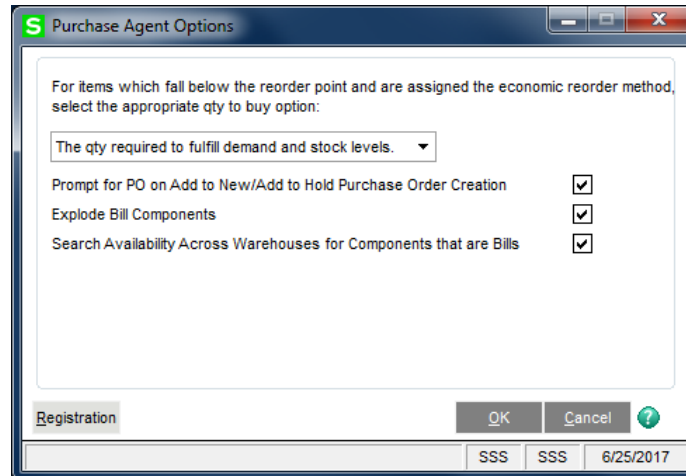 S Purchase Agent Options
For items which fall below the reorder point and are assigned the economic reorder method,
select the appropriate qty to buy option:
The qty required to fulfill demand and stock levels.
Prompt for PO on Add to New/Add to Hold Purchase Order Creation
Explode Bill Components
Search Availability Across Warehouses for Components that are Bills
Registration
OK
Cancel
?
SSS
SSS
6/25/2017